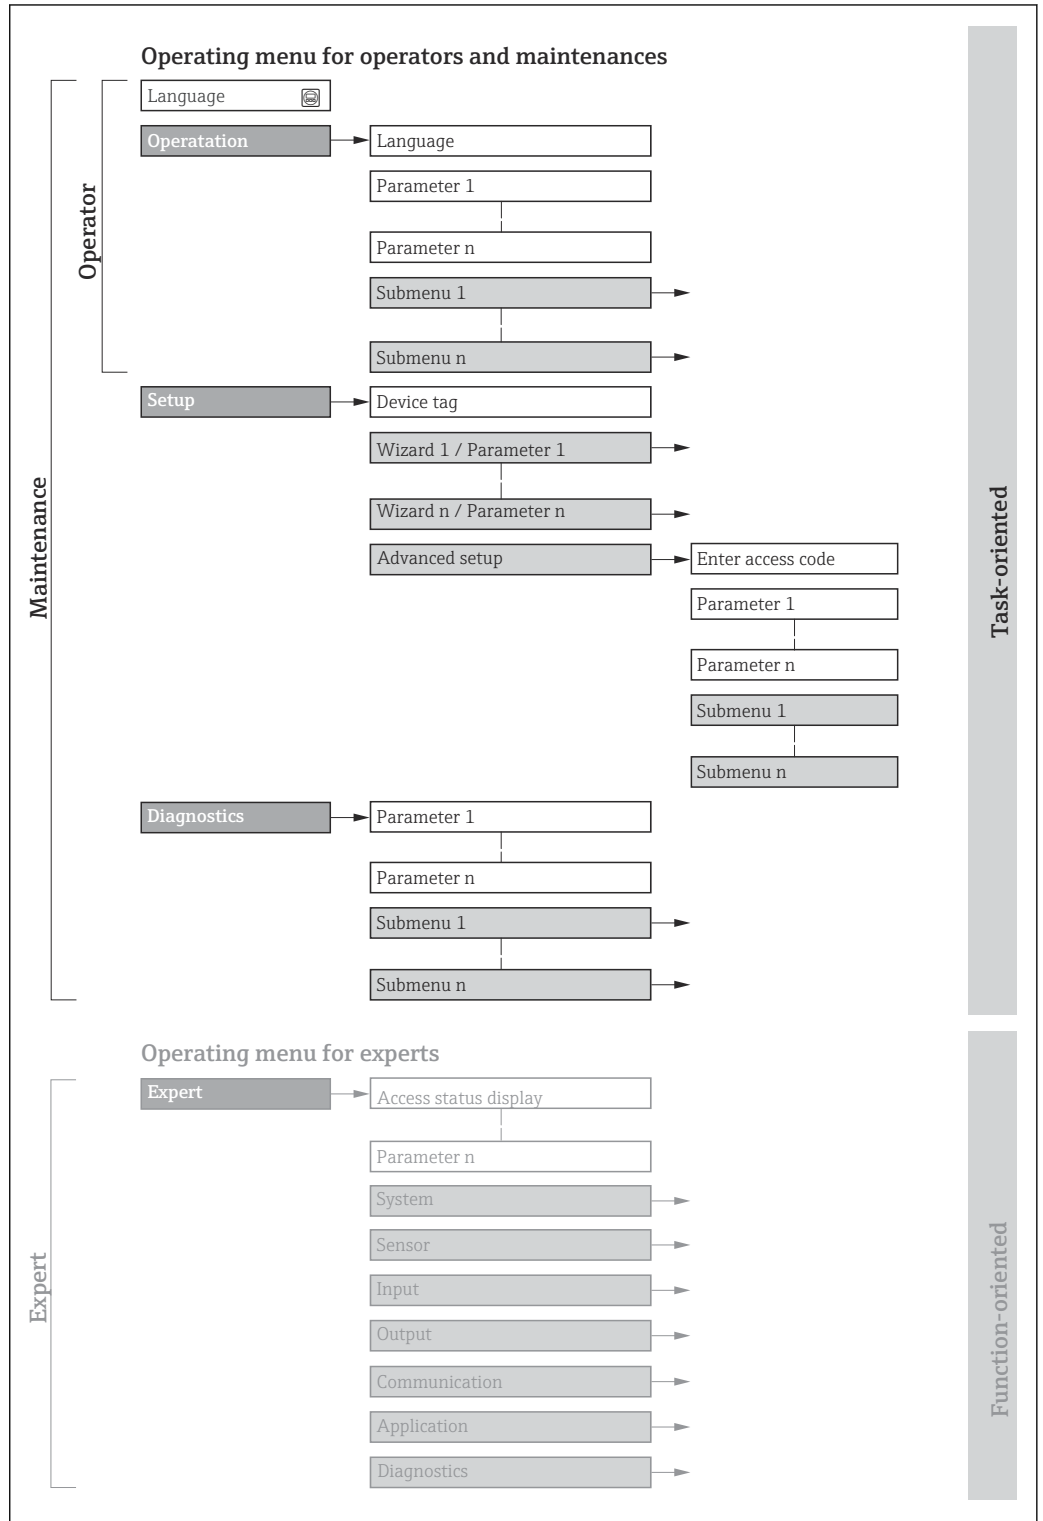 Operating menu for operators and maintenances
Language
Operatation
Language
Parameter 1
Parameter n
Submenu 1
Submenu n
Operator
Setup
Device tag
Wizard 1 / Parameter 1
Wizard n / Parameter n
Advanced setup
Enter access code
Parameter 1
Parameter n
Submenu 1
Submenu n
Maintenance
Task-oriented
Diagnostics
Parameter 1
Parameter n
Submenu 1
Submenu n
Operating menu for experts
Expert
Access status display
Parameter n
System
Sensor
Input
Output
Communication
Application
Diagnostics
Expert
Function-oriented